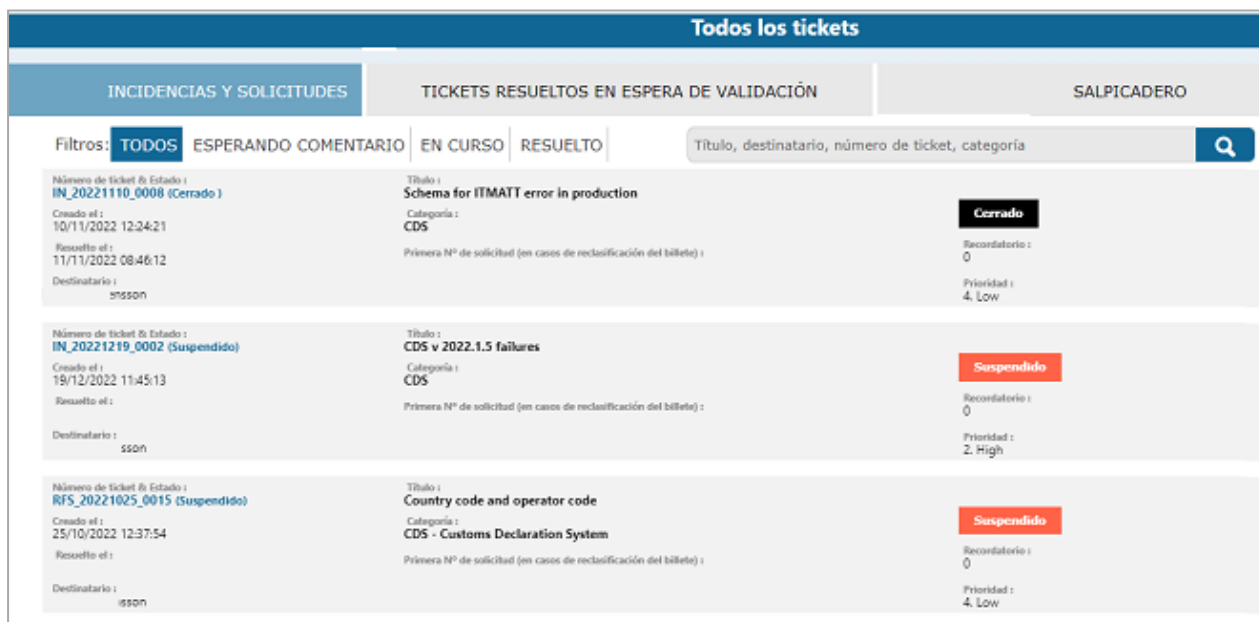 Todos los tickets
INCIDENCIAS Y SOLICITUDES TICKETS RESUELTOS EN ESPERA DE VALIDACIÓN SALPICADERO
Filtros: TODOS ESPERANDO COMENTARIO EN CURSO RESUELTO Título, destinatario, número de ticket, categoría
Número de ticket & Estado : Título :
IN_20221110_0008 (Cerrado ) Schema for ITMATT error in production
Cerrado
Creado el : Categoría :
10/11/2022 12:24:21 CDS
Resuelto el : Primera Nº de solicitud (en casos de reclasificación del billete) : Recordatorio :
11/11/2022 08:46:12 0
Destinatario : Prioridad :
sson 4. Low
Número de ticket & Estado : Título :
IN_20221219_0002 (Suspendido) CDS v 2022.1.5 failures
Suspendido
Creado el : Categoría :
19/12/2022 11:45:13 CDS
Resuelto el : Primera Nº de solicitud (en casos de reclasificación del billete) : Recordatorio :
0
Destinatario : Prioridad :
sson 2. High
Número de ticket & Estado : Título :
RFS_20221025_0015 (Suspendido) Country code and operator code
Suspendido
Creado el : Categoría :
25/10/2022 12:37:54 CDS - Customs Declaration System
Resuelto el : Primera Nº de solicitud (en casos de reclasificación del billete) : Recordatorio :
0
Destinatario : Prioridad :
sson 4. Low